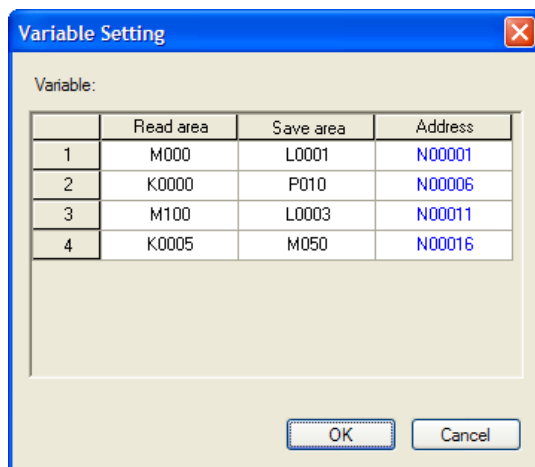 Variable Setting
Variable:
Read area Save area Address
1 M000 L0001 N00001
2 K0000 P010 N00006
3 M100 L0003 N00011
4 K0005 M050 N00016
OK Cancel